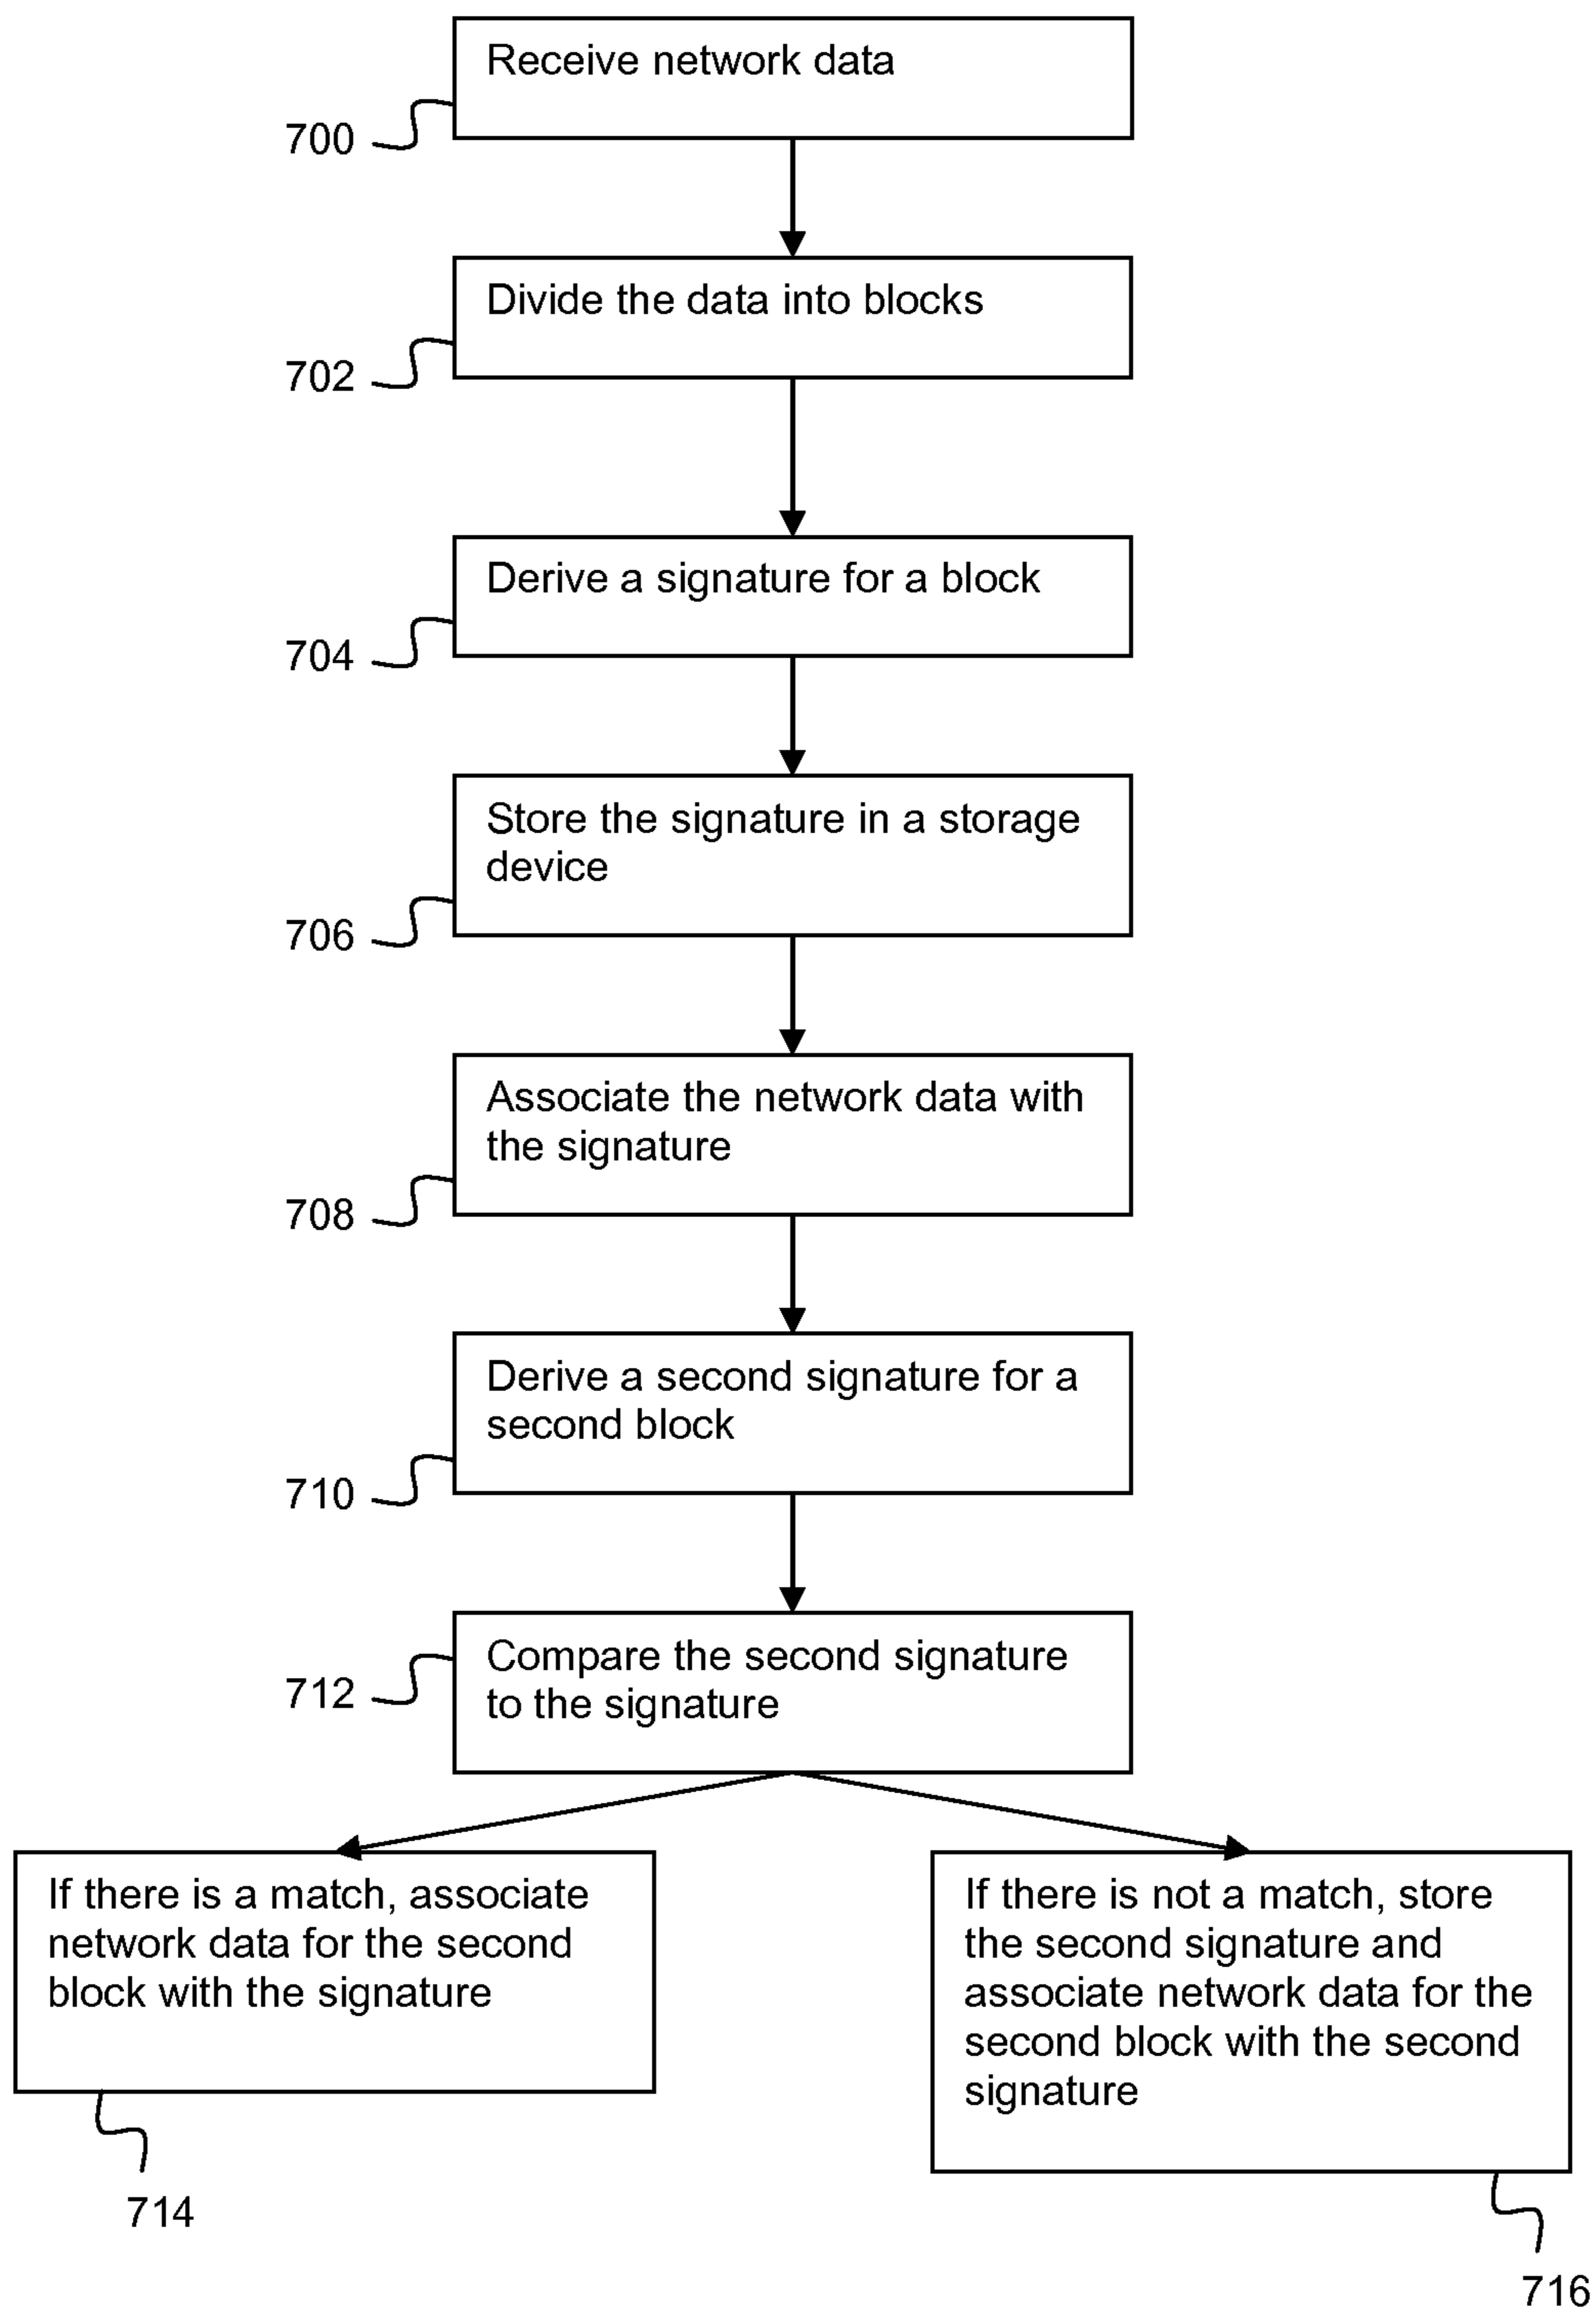 Receive network data
700
Divide the data into blocks
702
Derive a signature for a block
704
Store the signature in a storage
device
706
Associate the network data with
the signature
708
Derive a second signature for a
second block
710
Compare the second signature
to the signature
712
If there is a match, associate
network data for the second
block with the signature
714
If there is not a match, store
the second signature and
associate network data for the
second block with the second
signature
716